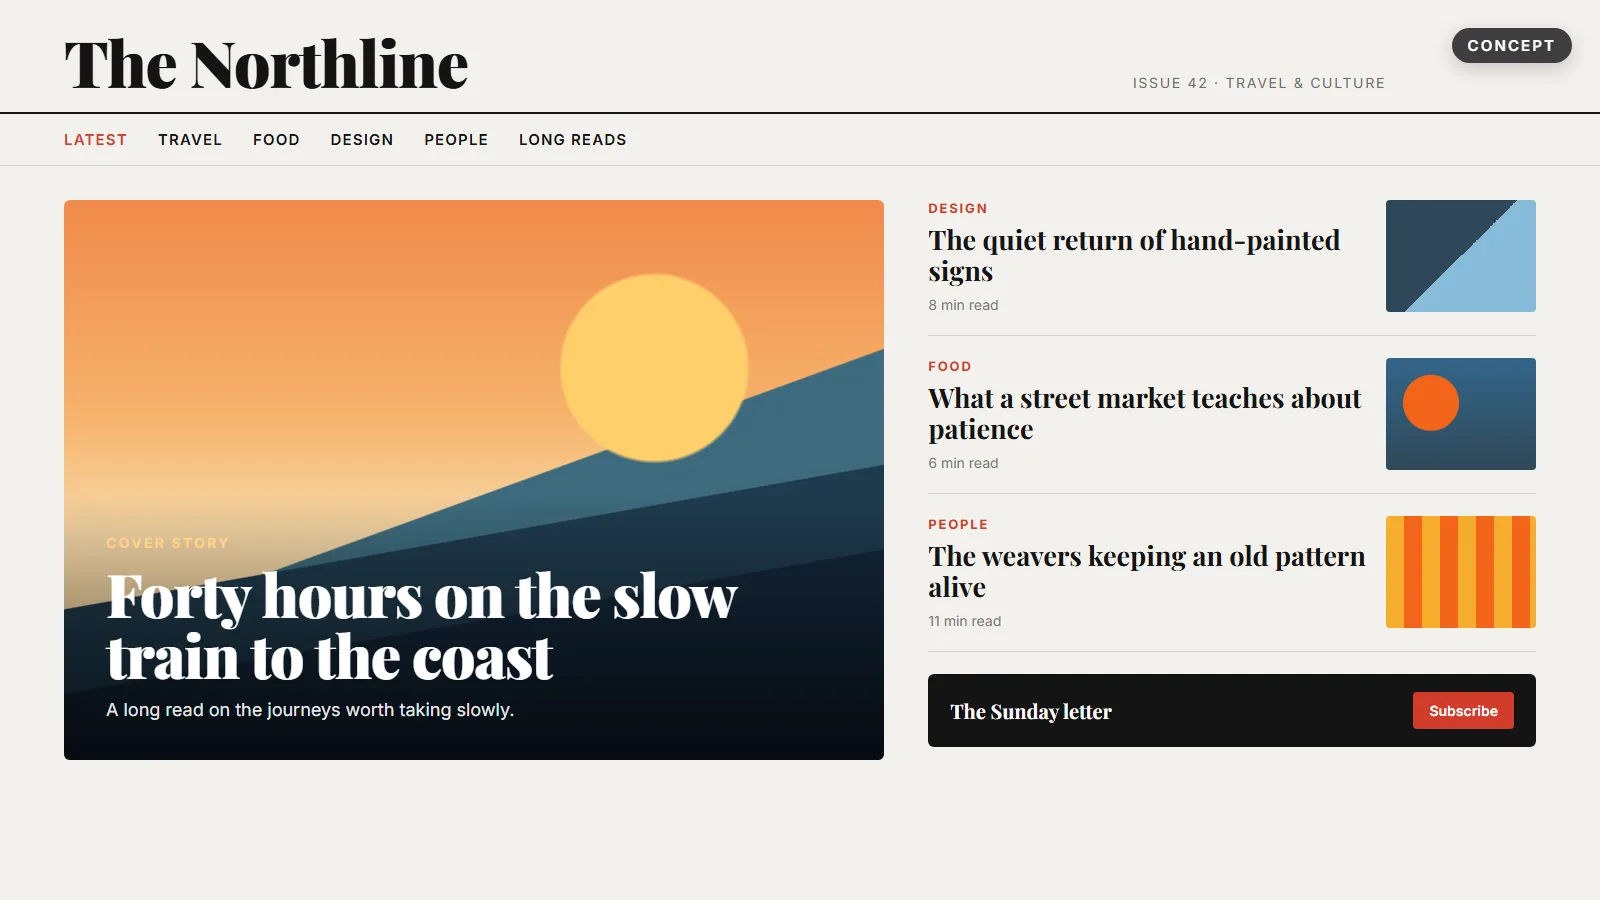 The Northline
ISSUE 42 · TRAVEL & CULTURE
CONCEPT
LATEST TRAVEL FOOD DESIGN PEOPLE LONG READS
COVER STORY
Forty hours on the slow
train to the coast
A long read on the journeys worth taking slowly.
DESIGN
The quiet return of hand-painted
signs
8 min read
FOOD
What a street market teaches about
patience
6 min read
PEOPLE
The weavers keeping an old pattern
alive
11 min read
The Sunday letter
Subscribe